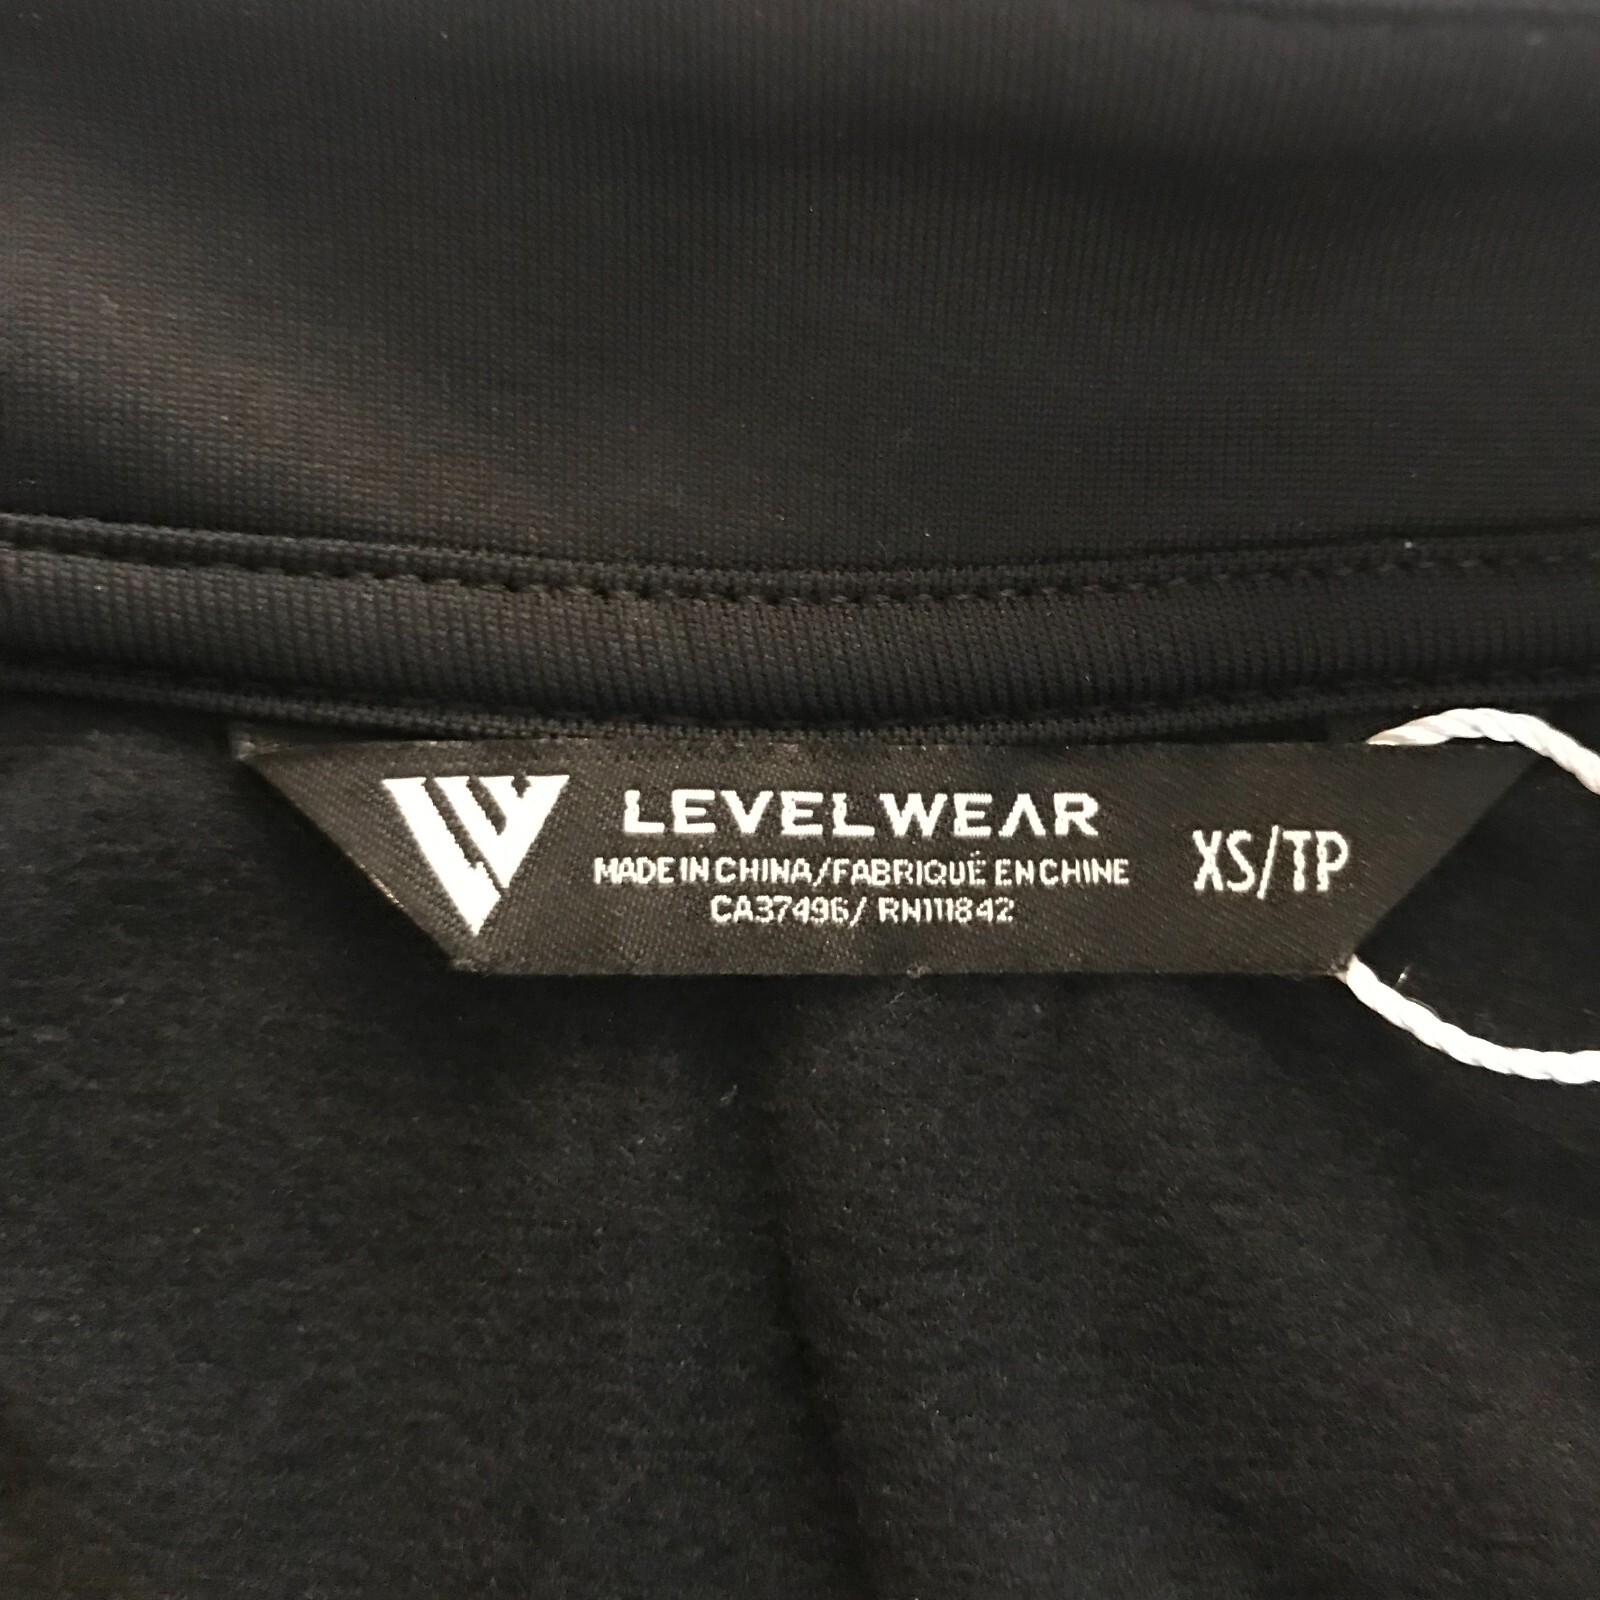 LEVELWEAR
MADE IN CHINA/FABRIQUÉ EN CHINE
CA37496/ RN111842
XS/TP